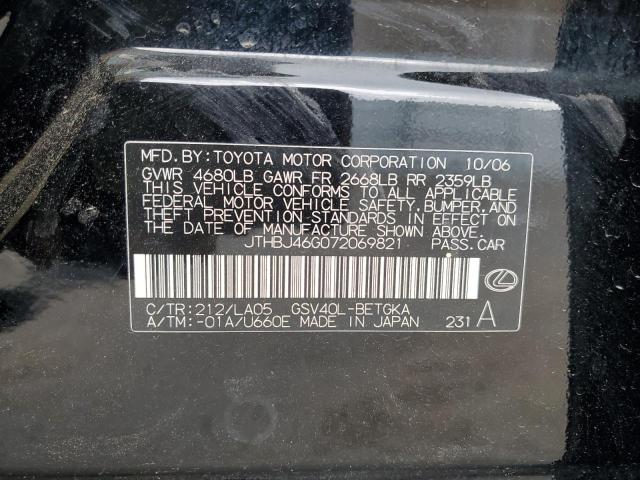 MFD. BY: TOYOTA MOTOR CORPORATION 10/06
GVWR 4680LB GAWR FR 2668LB RR 2359LB
THIS VEHICLE CONFORMS TO ALL APPLICABLE
FEDERAL MOTOR VEHICLE SAFETY, BUMPER, AND
THEFT PREVENTION STANDARDS IN EFFECT ON
THE DATE OF MANUFACTURE SHOWN ABOVE.
JTHBJ46G072069821 PASS. CAR
C/TR: 212/LA05 GSV40L-BETGKA
A/TM: -01A/U660E MADE IN JAPAN 231 A